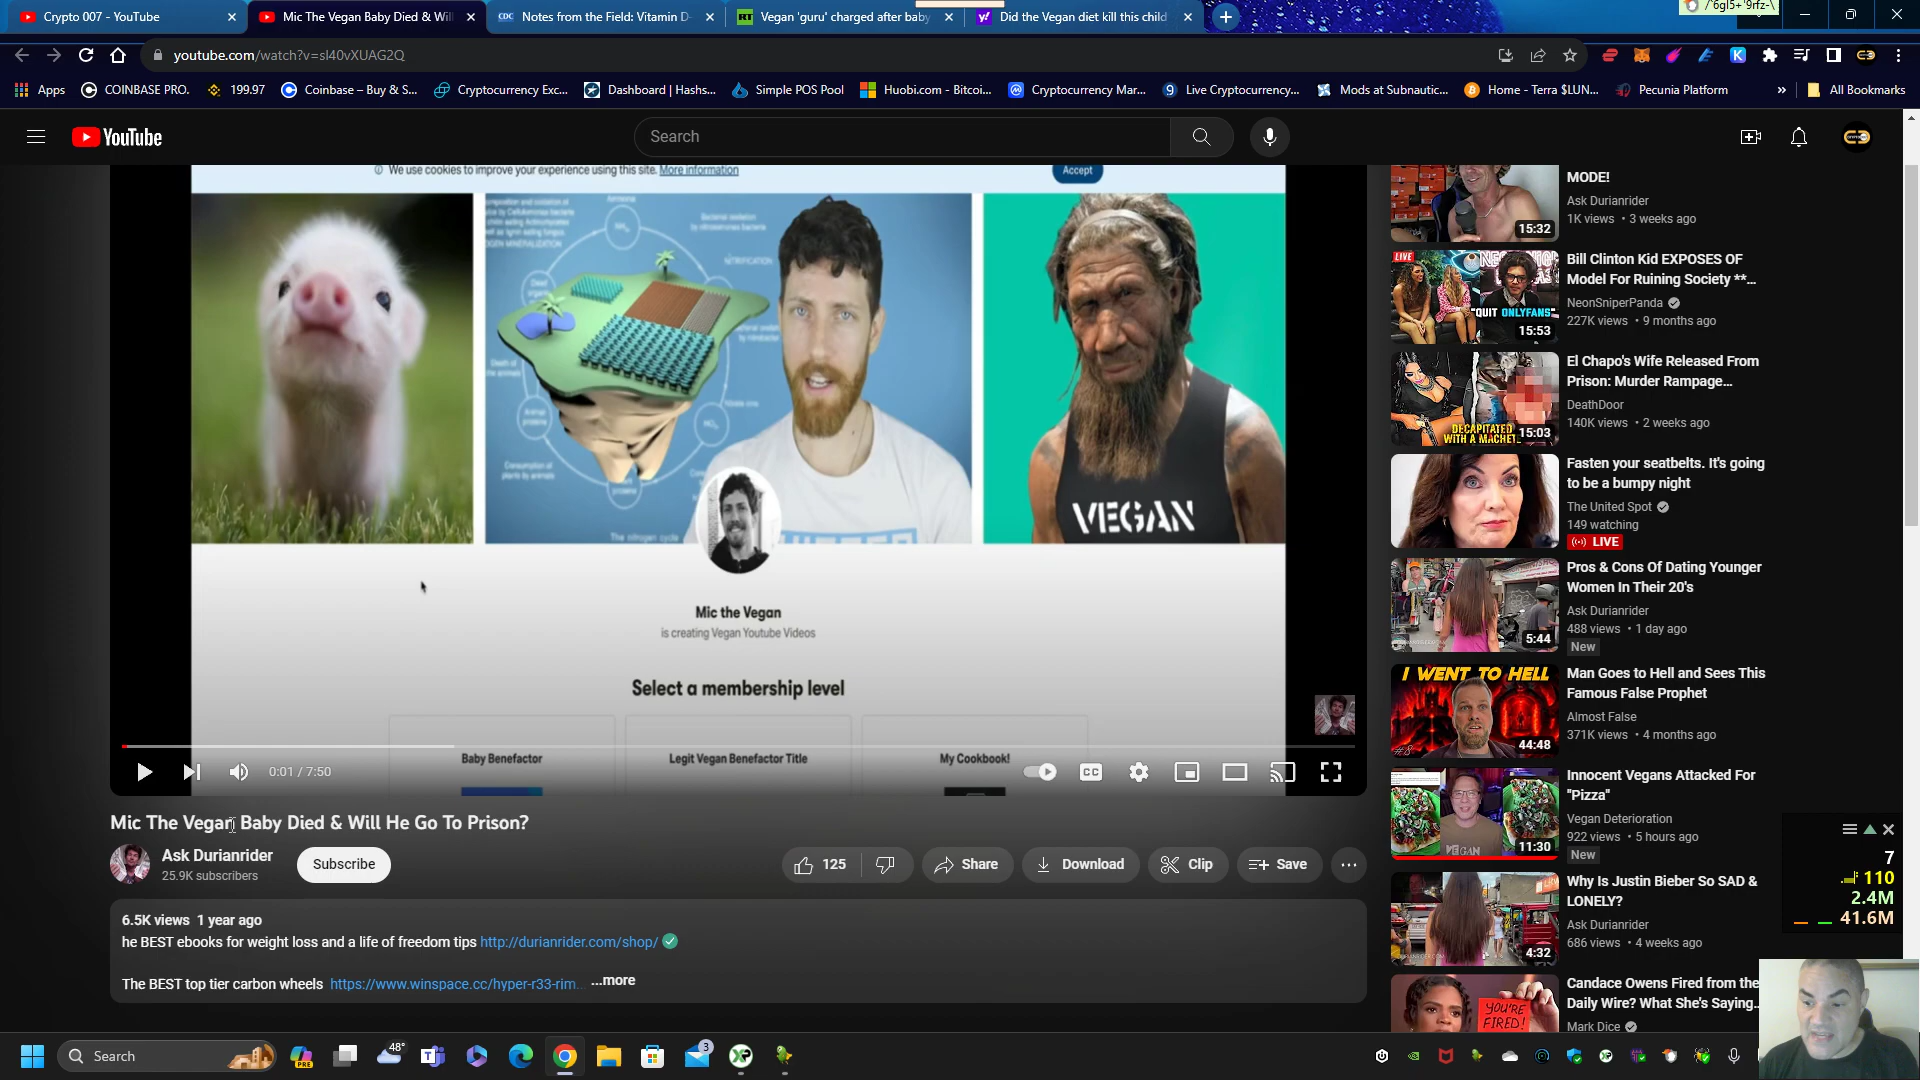 Crypto 007 - YouTube
Mic The Vegan Baby Died & Wil
Notes from the Field: Vitamin D
Vegan 'guru' charged after baby
Did the Vegan diet kill this child
youtube.com/watch?v=sI40vXUAG2Q
Apps
COINBASE PRO.
199.97
Coinbase – Buy & S...
Cryptocurrency Exc...
Dashboard | Hashs...
Simple POS Pool
Huobi.com - Bitcoi...
Cryptocurrency Mar...
Live Cryptocurrency...
Mods at Subnautic...
Home - Terra $LUN...
Pecunia Platform
»
All Bookmarks
YouTube
Search
We use cookies to improve your experience using this site. More information
Accept
NITRIFICATION
The nitrogen cycle
VEGAN
Mic the Vegan
is creating Vegan Youtube Videos
Select a membership level
Baby Benefactor
Legit Vegan Benefactor Title
My Cookbook!
0:01 / 7:50
CC
Mic The Vegan Baby Died & Will He Go To Prison?
Ask Durianrider
25.9K subscribers
Subscribe
125
Share
Download
Clip
Save
6.5K views 1 year ago
he BEST ebooks for weight loss and a life of freedom tips http://durianrider.com/shop/
The BEST top tier carbon wheels https://www.winspace.cc/hyper-r33-rim...
...more
MODE!
Ask Durianrider
1K views • 3 weeks ago
15:32
LIVE
"QUIT ONLYFANS"
15:53
Bill Clinton Kid EXPOSES OF
Model For Ruining Society **...
NeonSniperPanda
227K views • 9 months ago
DECAPITATED
WITH A MACHETE
15:03
El Chapo's Wife Released From
Prison: Murder Rampage...
DeathDoor
140K views • 2 weeks ago
Fasten your seatbelts. It's going
to be a bumpy night
The United Spot
149 watching
LIVE
5:44
Pros & Cons Of Dating Younger
Women In Their 20's
Ask Durianrider
488 views • 1 day ago
New
I WENT TO HELL
44:48
Man Goes to Hell and Sees This
Famous False Prophet
Almost False
371K views • 4 months ago
VEGAN
11:30
Innocent Vegans Attacked For
"Pizza"
Vegan Deterioration
922 views • 5 hours ago
New
4:32
Why Is Justin Bieber So SAD &
LONELY?
Ask Durianrider
686 views • 4 weeks ago
YOU'RE
FIRED!
Candace Owens Fired from the
Daily Wire? What She's Saying...
Mark Dice
7
110
2.4M
41.6M
Search
48°
3